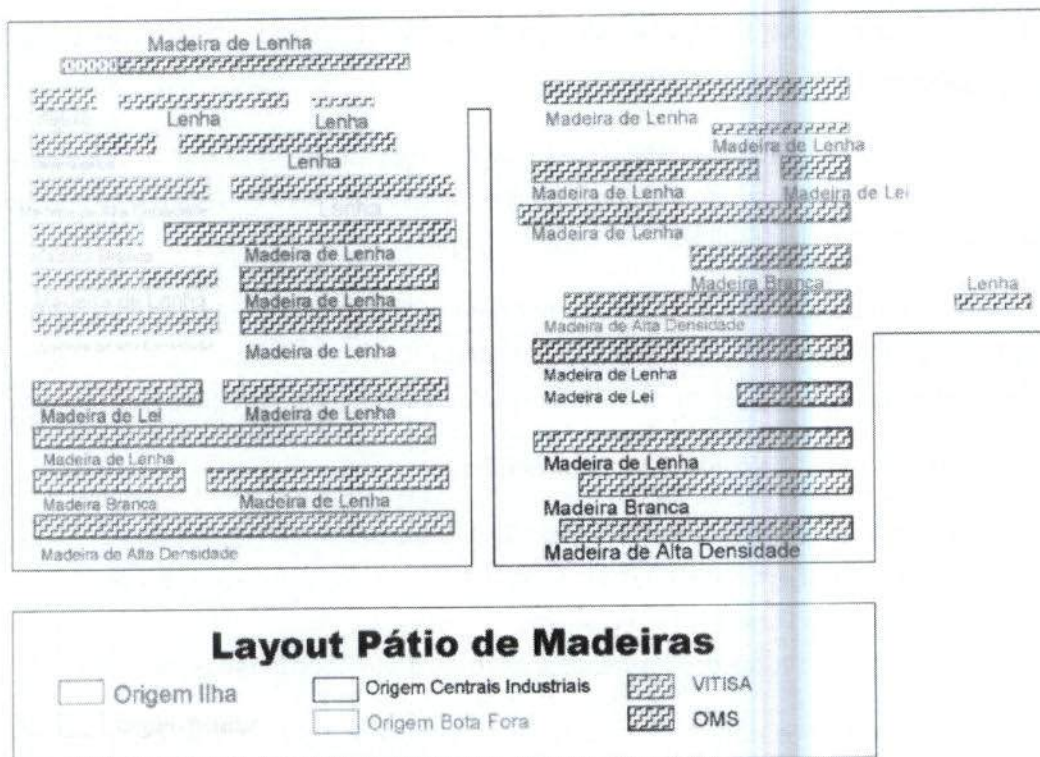 Madeira de Lenha
00000
Lenha
Lenha
Lenha
Lenha
Madeira de Lenha
Madeira de Lenha
Madeira de Lenha
Madeira de Lei
Madeira de Lenha
Madeira de Lenha
Madeira Branca
Madeira de Lenha
Madeira de Alta Densidade
Madeira de Lenha
Madeira de Lenha
Madeira de Lenha
Madeira de Lei
Madeira de Lenha
Madeira Branca
Madeira de Alta Densidade
Madeira de Lenha
Madeira de Lei
Madeira de Lenha
Madeira Branca
Madeira de Alta Densidade
Lenha
Layout Pátio de Madeiras
Origem Ilha
Origem Centrais Industriais
VITISA
Origem Bota Fora
OMS